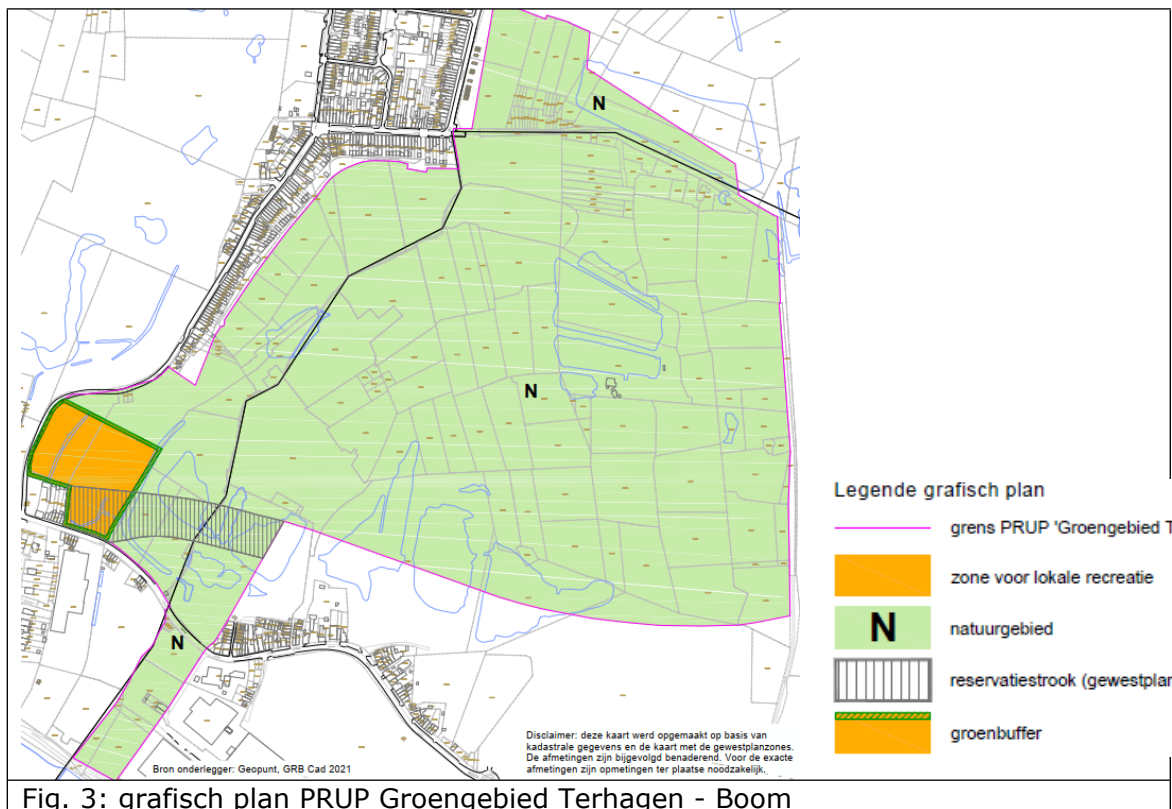 N
N
N
Legende grafisch plan
grens PRUP 'Groengebied T
zone voor lokale recreatie
N
natuurgebied
reservatiestrook (gewestplan
groenbuffer
Disclaimer: deze kaart werd opgemaakt op basis van
kadastrale gegevens en de kaart met de gewestplanzones.
De afmetingen zijn bijgevolg benaderend. Voor de exacte
afmetingen zijn opmetingen ter plaatse noodzakelijk.
Bron onderlegger: Geopunt, GRB Cad 2021
Fig. 3: grafisch plan PRUP Groengebied Terhagen - Boom